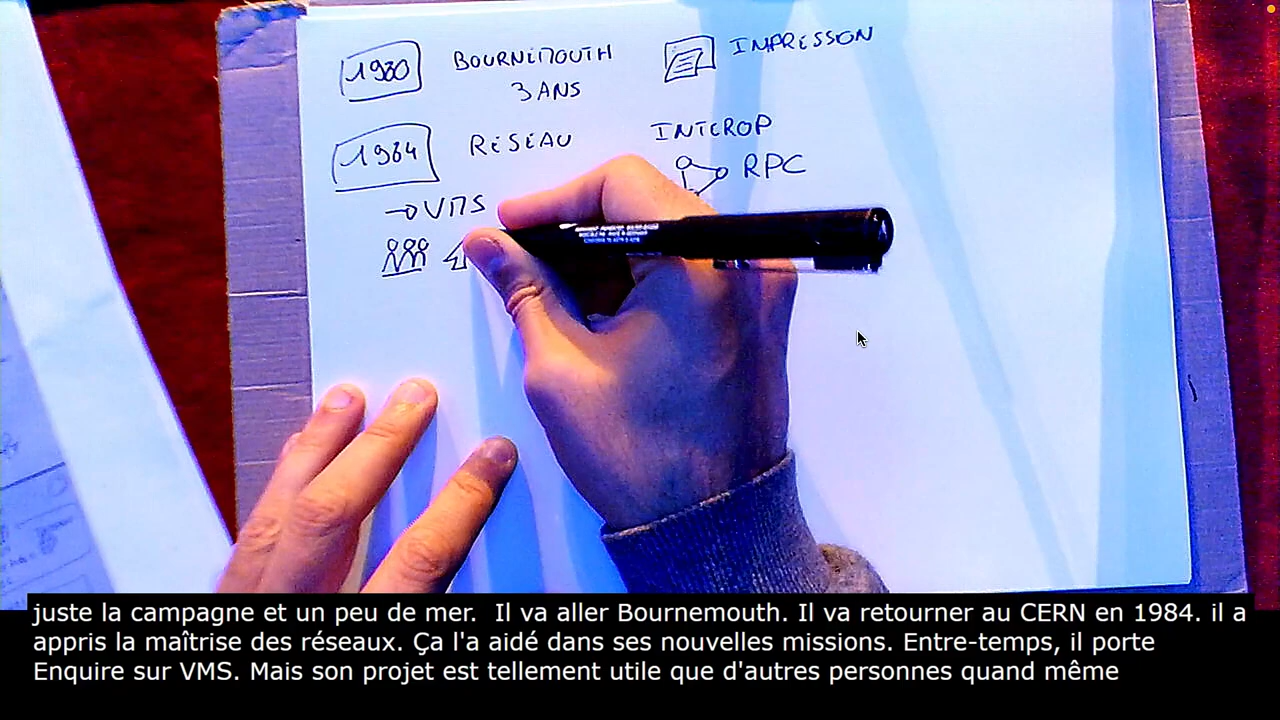 1980 BOURNEMOUTH IMPRESSION
3 ANS
1984 RÉSEAU INTEROP
RPC
→ VMS
juste la campagne et un peu de mer.  Il va aller Bournemouth. Il va retourner au CERN en 1984. il a
appris la maîtrise des réseaux. Ça l'a aidé dans ses nouvelles missions. Entre-temps, il porte
Enquire sur VMS. Mais son projet est tellement utile que d'autres personnes quand même